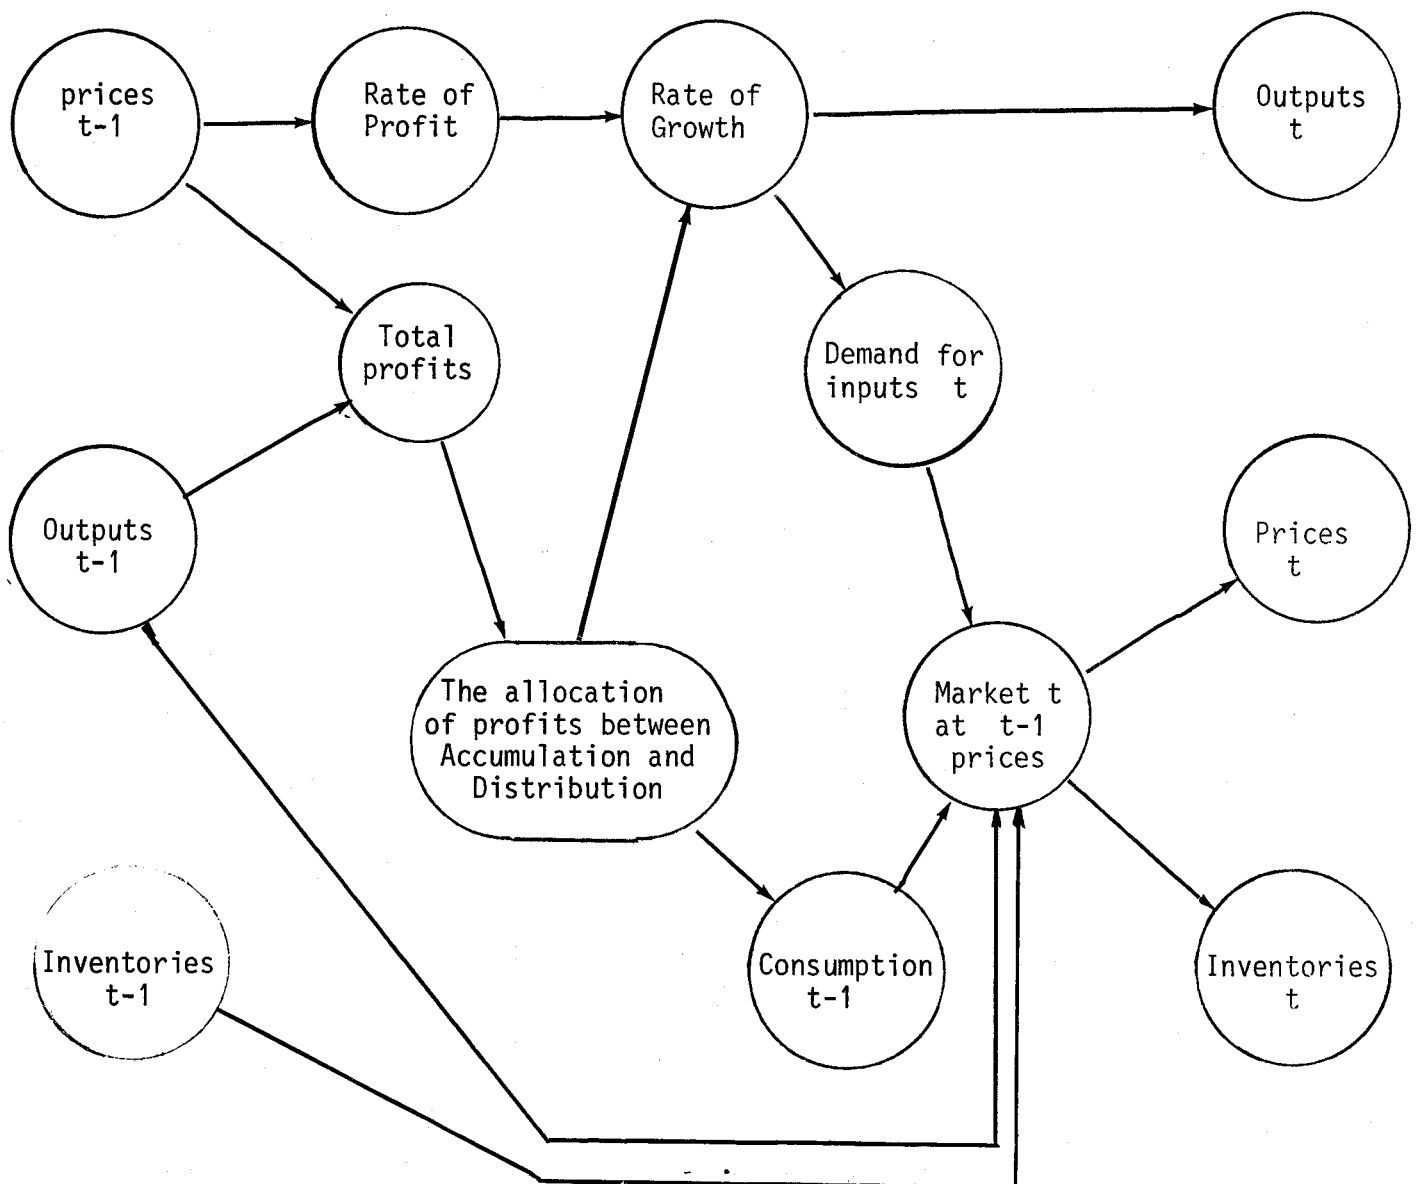 prices
t-1
Rate of
Profit
Rate of
Growth
Outputs
t
Total
profits
Demand for
inputs t
Outputs
t-1
Prices
t
The allocation
of profits between
Accumulation and
Distribution
Market t
at t-1
prices
Inventories
t-1
Consumption
t-1
Inventories
t